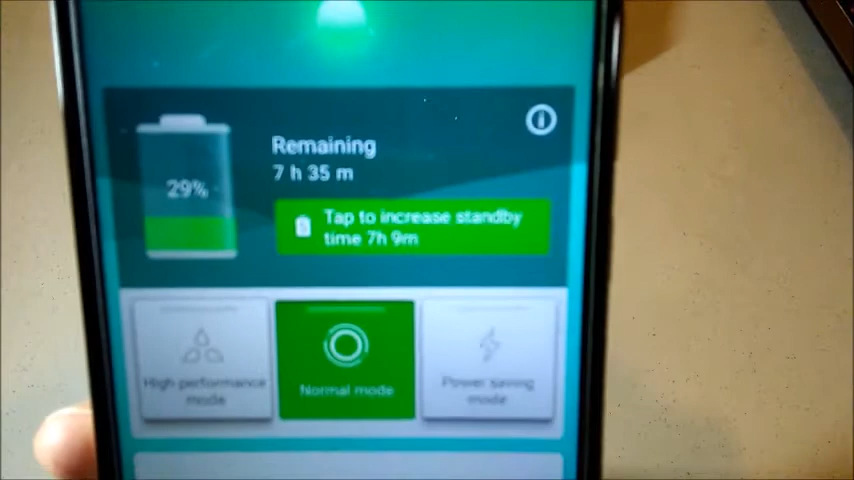 29%
Remaining
7 h 35 m
Tap to increase standby
time 7h 9m
High performance
mode
Normal mode
Power saving
mode